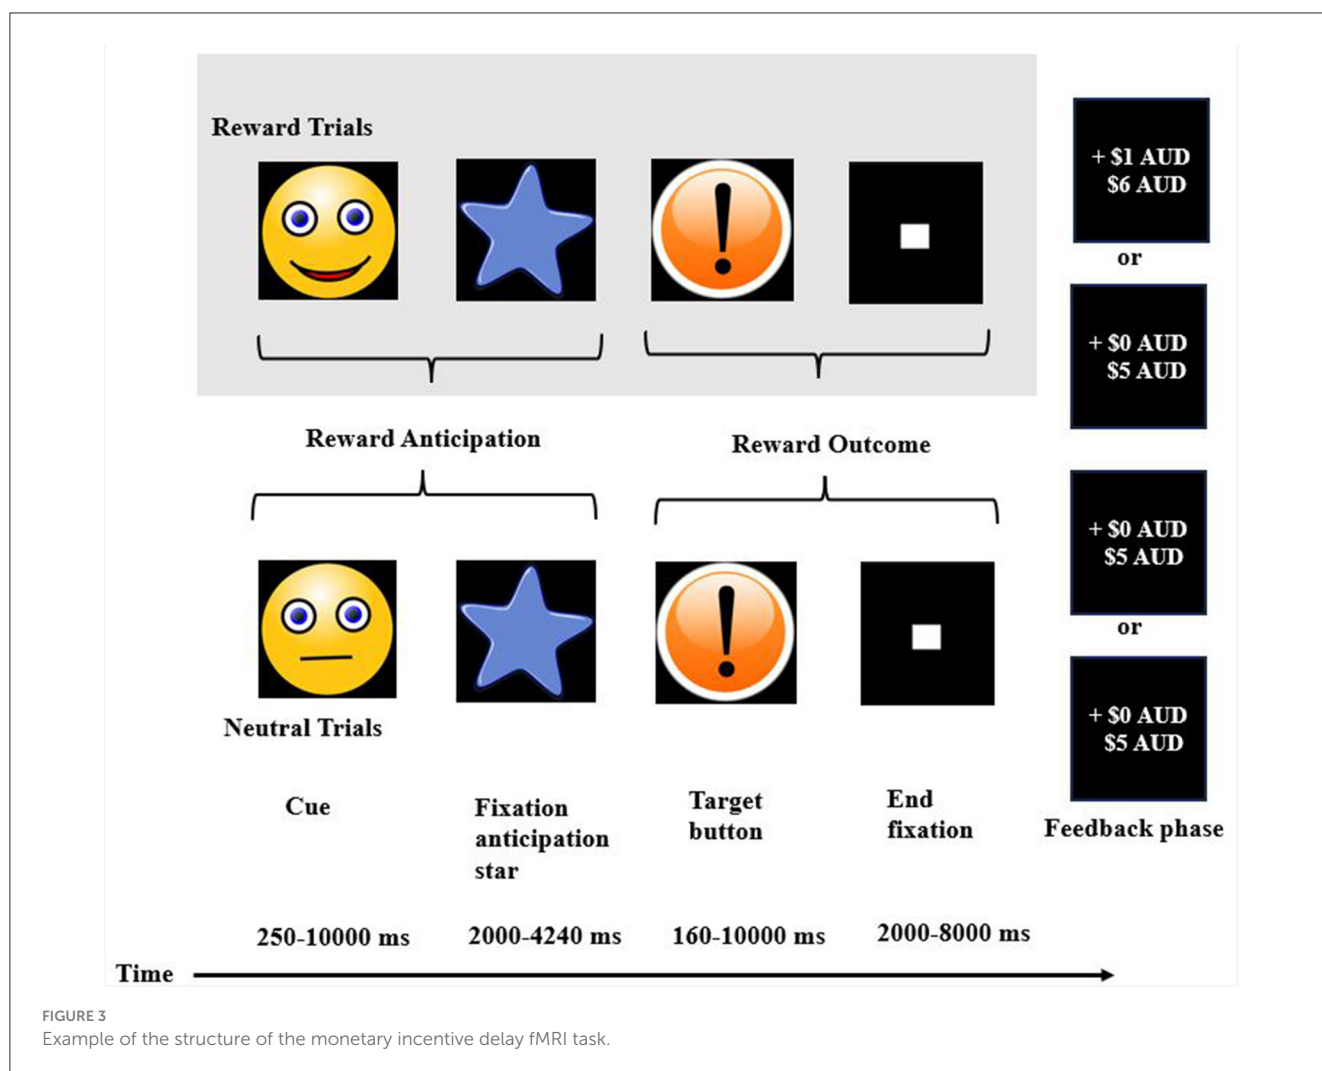 Reward Trials
+ $1 AUD
$6 AUD
or
+ $0 AUD
$5 AUD
Reward Anticipation
Reward Outcome
+ $0 AUD
$5 AUD
or
+ $0 AUD
$5 AUD
Neutral Trials
Cue
Fixation
anticipation
star
Target
button
End
fixation
Feedback phase
250-10000 ms
2000-4240 ms
160-10000 ms
2000-8000 ms
Time
FIGURE 3
Example of the structure of the monetary incentive delay fMRI task.